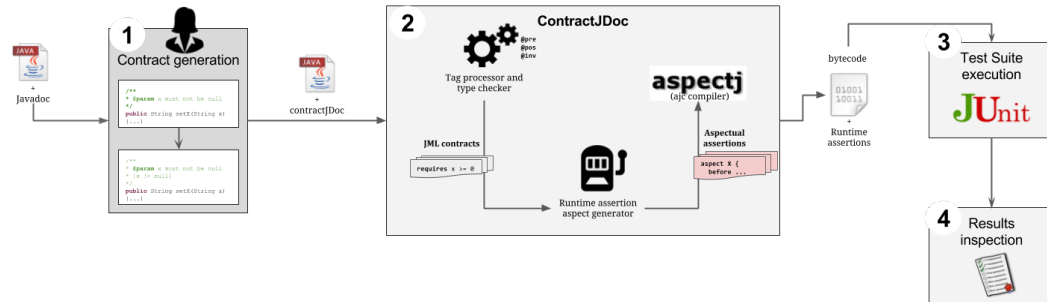 JAVA
+
Javadoc
1
Contract generation
/**
* @param x must not be null
*/
public String setX(String x)
{...}
/**
* @param x must not be null
* [x != null]
*/
public String setX(String x)
{...}
JAVA
+
contractJDoc
2
ContractJDoc
@pre
@pos
@inv
Tag processor and
type checker
JML contracts
requires x >= 0
Runtime assertion
aspect generator
aspectj
(ajc compiler)
Aspectual
assertions
aspect X {
before ...
bytecode
01001
10011
+
Runtime
assertions
3
Test Suite
execution
JUnit
4
Results
inspection